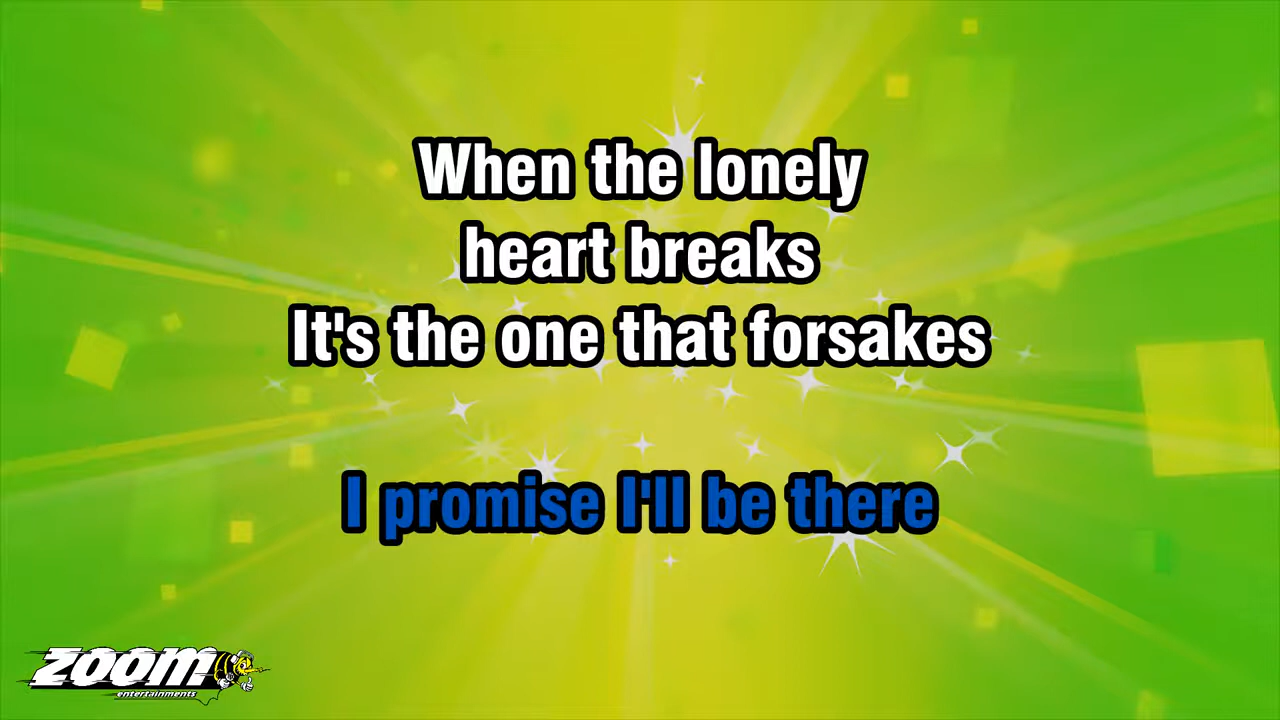 When the lonely
heart breaks
It's the one that forsakes
I promise I'll be there
ZOOM
entertainments